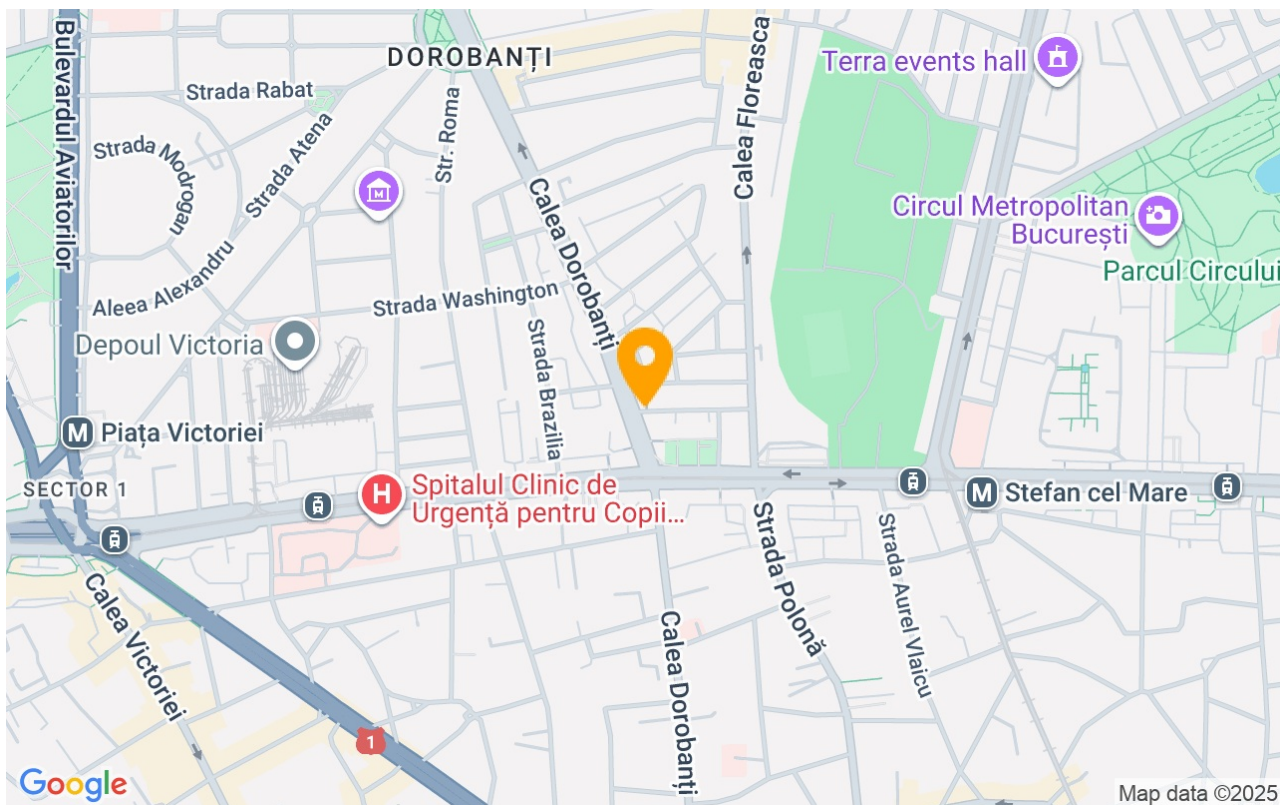 Bulevardul Aviatorilor
DOROBANȚI
Strada Rabat
Str. Roma
Calea Floreasca
Terra events hall
Strada Modrogan
Strada Atena
Calea Dorobanți
Circul Metropolitan
București
Parcul Circului
Aleea Alexandru
Strada Washington
Depoul Victoria
Strada Brazilia
M
Piața Victoriei
SECTOR 1
H
Spitalul Clinic de
Urgență pentru Copii...
M
Stefan cel Mare
Strada Polonă
Strada Aurel Vlaicu
Calea Victoriei
Calea Dorobanți
1
Google
Map data ©2025